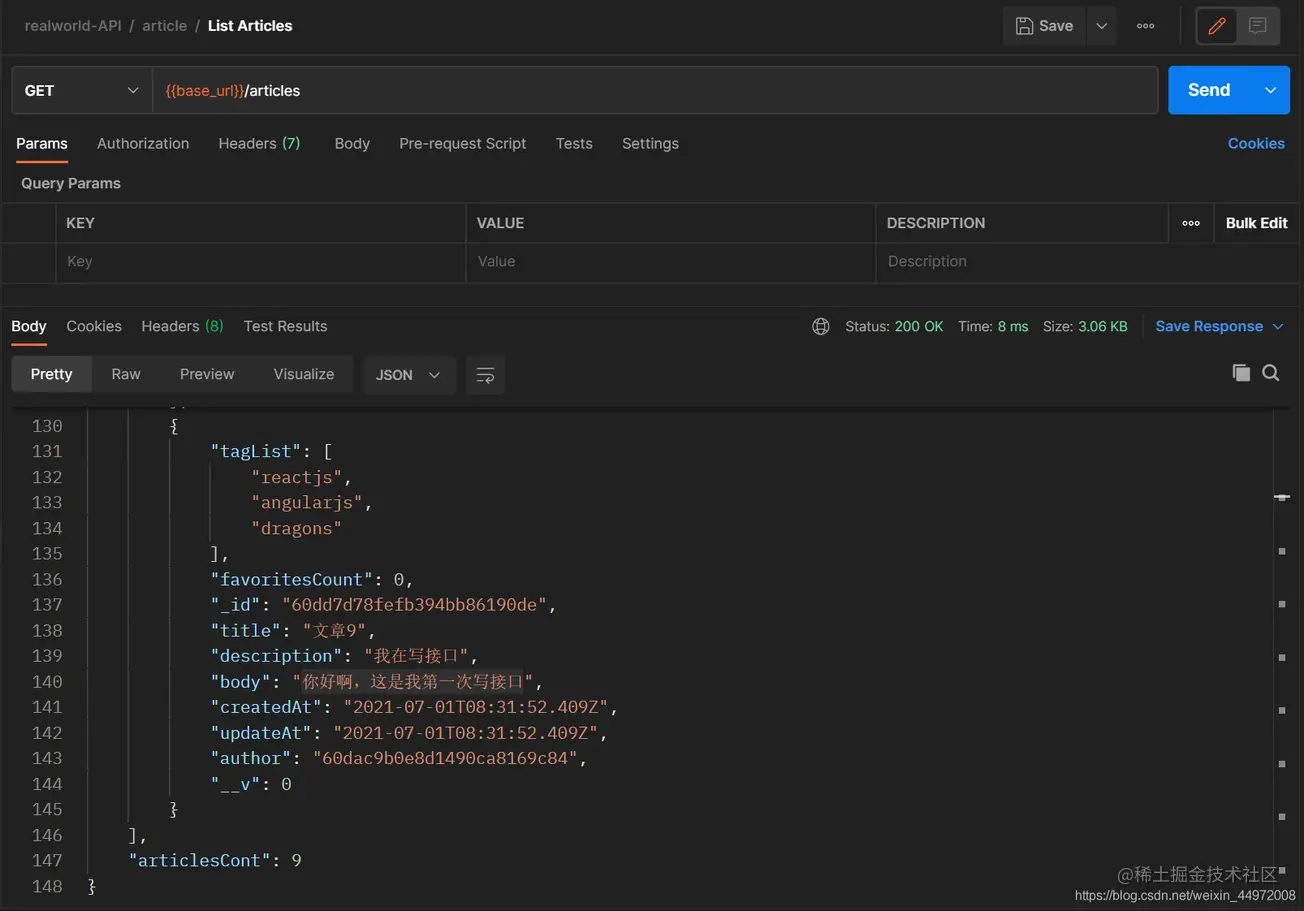 realworld-API / article / List Articles
Save
GET
{{base_url}}/articles
Send
Params Authorization Headers (7) Body Pre-request Script Tests Settings Cookies
Query Params
KEY VALUE DESCRIPTION Bulk Edit
Key Value Description
Body Cookies Headers (8) Test Results Status: 200 OK Time: 8 ms Size: 3.06 KB Save Response
Pretty Raw Preview Visualize JSON
130 {
131 "tagList": [
132 "reactjs",
133 "angularjs",
134 "dragons"
135 ],
136 "favoritesCount": 0,
137 "_id": "60dd7d78fefb394bb86190de",
138 "title": "文章9",
139 "description": "我在写接口",
140 "body": "你好啊，这是我第一次写接口",
141 "createdAt": "2021-07-01T08:31:52.409Z",
142 "updateAt": "2021-07-01T08:31:52.409Z",
143 "author": "60dac9b0e8d1490ca8169c84",
144 "__v": 0
145 }
146 ],
147 "articlesCont": 9
148 }
@稀土掘金技术社区
https://blog.csdn.net/weixin_44972008